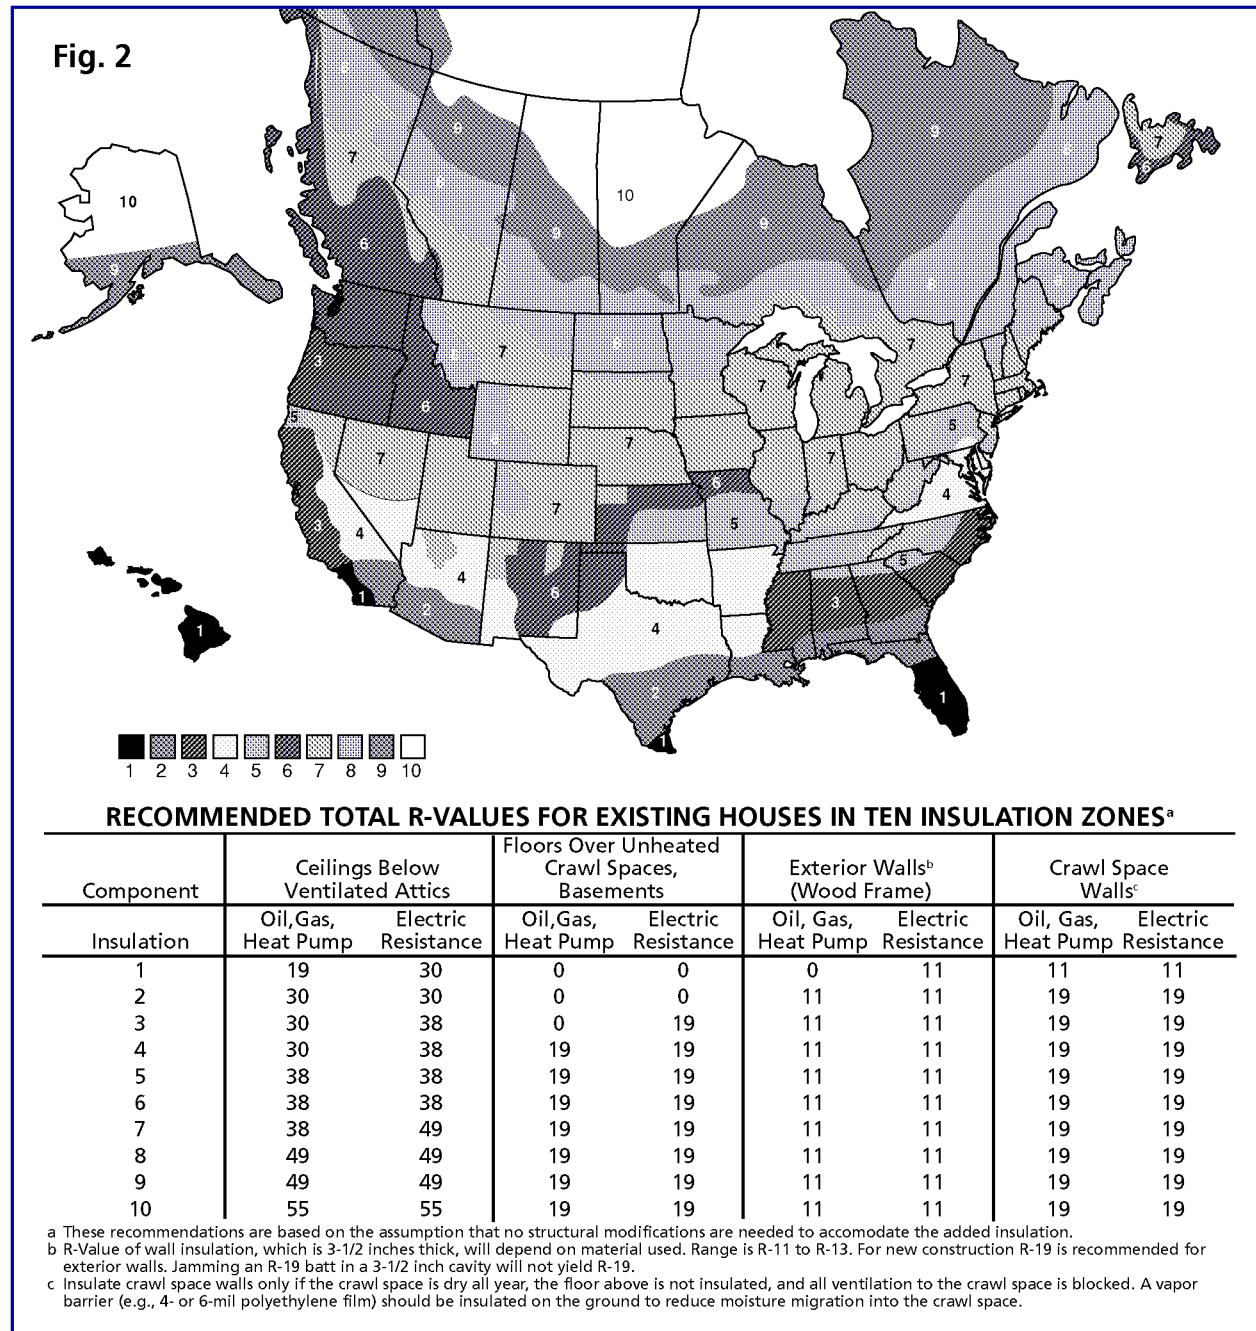 Fig. 2
8
9
9
8
7
7
10
10
9
9
6
6
9
8
8
9
3
8
7
8
7
7
7
5
6
5
8
7
7
7
6
4
7
3
5
4
5
4
6
2
3
1
1
4
2
1
1
1 2 3 4 5 6 7 8 9 10
RECOMMENDED TOTAL R-VALUES FOR EXISTING HOUSES IN TEN INSULATION ZONESa
Component
Ceilings Below
Ventilated Attics
Floors Over Unheated
Crawl Spaces,
Basements
Exterior Wallsb
(Wood Frame)
Crawl Space
Wallsc
Insulation
Oil,Gas, Electric Oil,Gas, Electric Oil, Gas, Electric Oil, Gas, Electric
Heat Pump Resistance Heat Pump Resistance Heat Pump Resistance Heat Pump Resistance
1 19 30 0 0 0 11 11 11
2 30 30 0 0 11 11 19 19
3 30 38 0 19 11 11 19 19
4 30 38 19 19 11 11 19 19
5 38 38 19 19 11 11 19 19
6 38 38 19 19 11 11 19 19
7 38 49 19 19 11 11 19 19
8 49 49 19 19 11 11 19 19
9 49 49 19 19 11 11 19 19
10 55 55 19 19 11 11 19 19
a These recommendations are based on the assumption that no structural modifications are needed to accomodate the added insulation.
b R-Value of wall insulation, which is 3-1/2 inches thick, will depend on material used. Range is R-11 to R-13. For new construction R-19 is recommended for
exterior walls. Jamming an R-19 batt in a 3-1/2 inch cavity will not yield R-19.
c Insulate crawl space walls only if the crawl space is dry all year, the floor above is not insulated, and all ventilation to the crawl space is blocked. A vapor
barrier (e.g., 4- or 6-mil polyethylene film) should be insulated on the ground to reduce moisture migration into the crawl space.